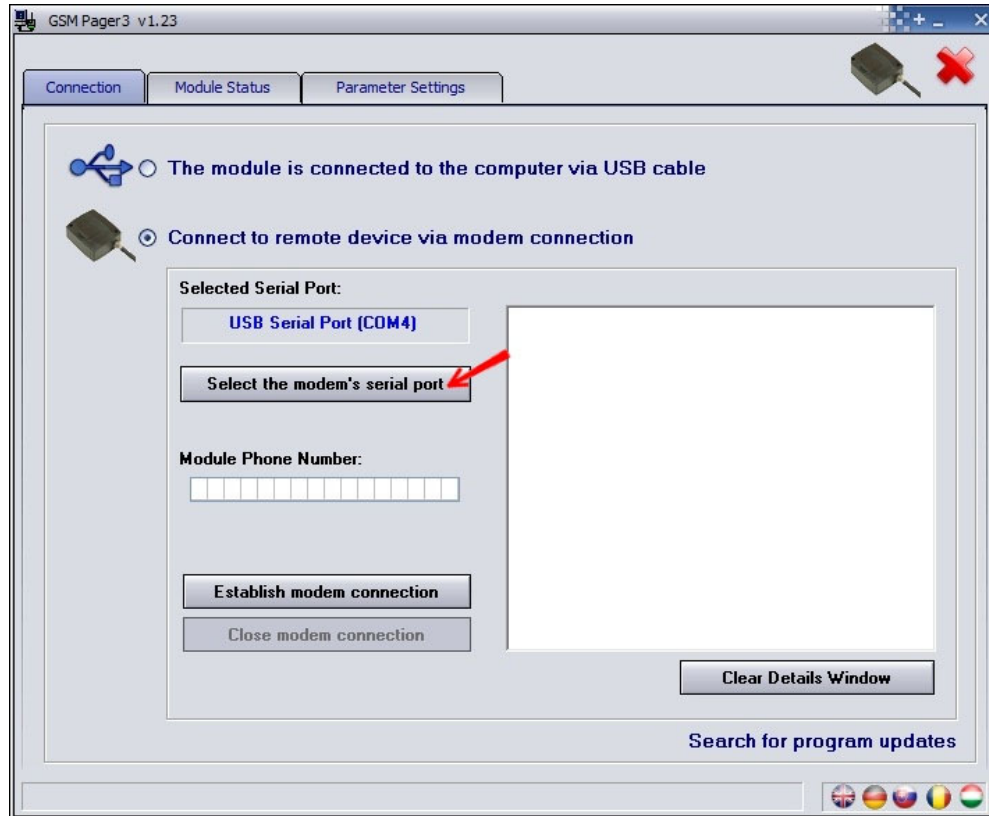 GSM Pager3 v1.23
Connection
Module Status
Parameter Settings
The module is connected to the computer via USB cable
Connect to remote device via modem connection
Selected Serial Port:
USB Serial Port (COM4)
Select the modem's serial port
Module Phone Number:
Establish modem connection
Close modem connection
Clear Details Window
Search for program updates